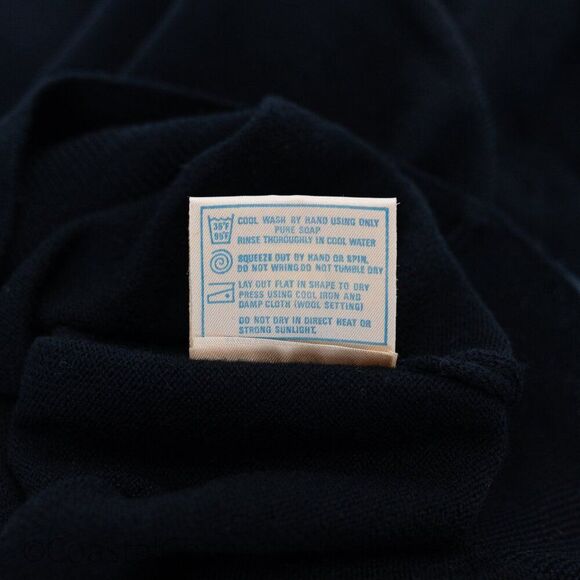 COOL WASH BY HAND USING ONLY
PURE SOAP
RINSE THOROUGHLY IN COOL WATER
SQUEEZE OUT BY HAND OR SPIN.
DO NOT WRING DO NOT TUMBLE DRY
LAY OUT FLAT IN SHAPE TO DRY
PRESS USING COOL IRON AND
DAMP CLOTH (WOOL SETTING)
DO NOT DRY IN DIRECT HEAT OR
STRONG SUNLIGHT.